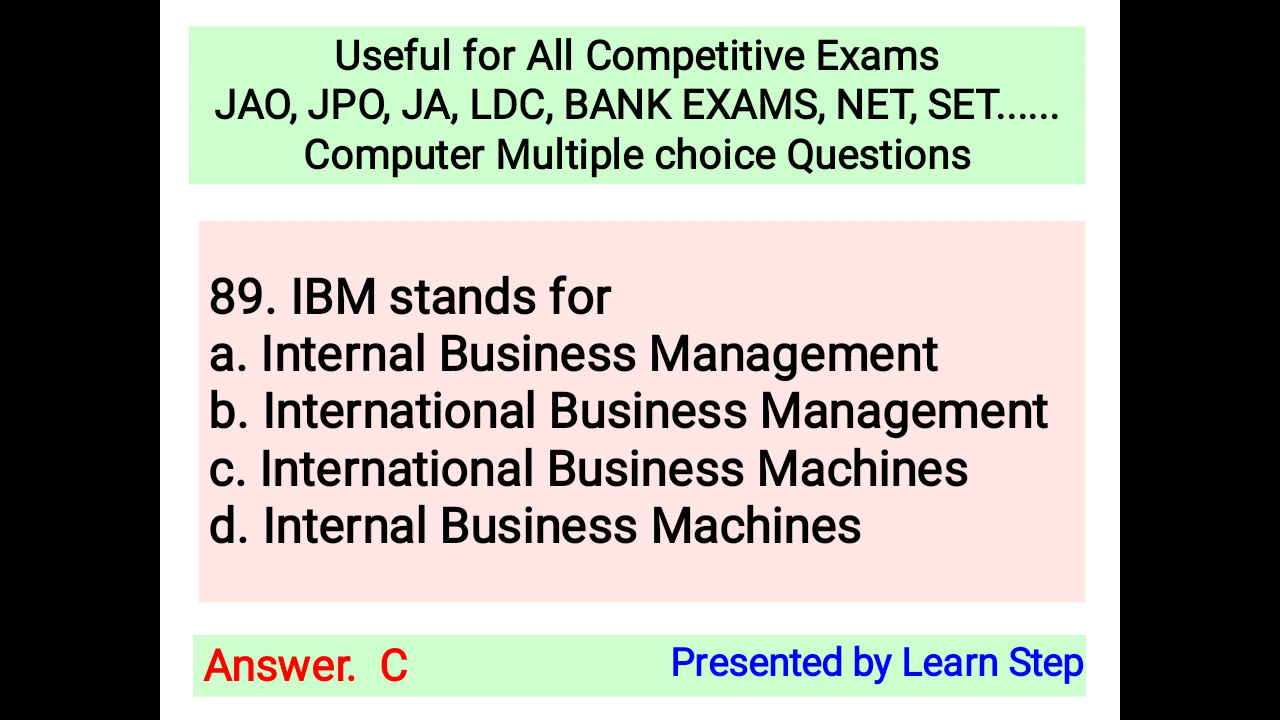 Useful for All Competitive Exams
JAO, JPO, JA, LDC, BANK EXAMS, NET, SET......
Computer Multiple choice Questions
89. IBM stands for
a. Internal Business Management
b. International Business Management
c. International Business Machines
d. Internal Business Machines
Answer. C
Presented by Learn Step